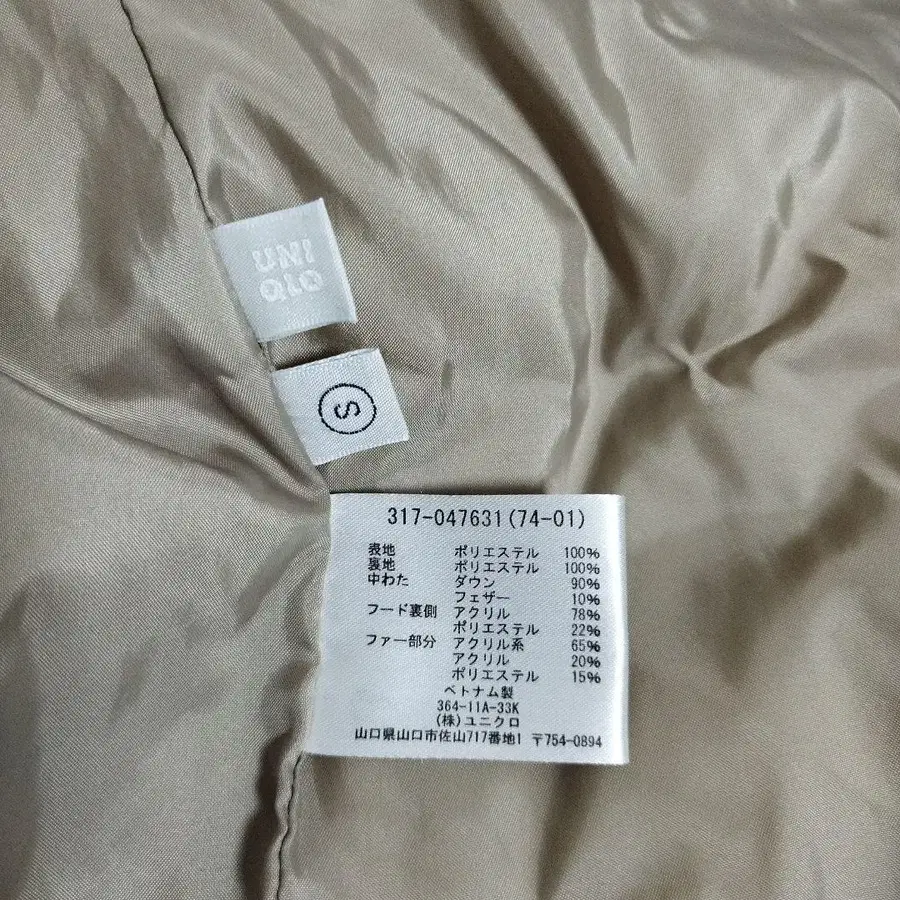 UNI
QLO
S
317-047631(74-01)
表地 ポリエステル 100%
裏地 ポリエステル 100%
中わた ダウン 90%
フェザー 10%
フード裏側 アクリル 78%
ポリエステル 22%
ファー部分 アクリル系 65%
アクリル 20%
ポリエステル 15%
ベトナム製
364-11A-33K
(株)ユニクロ
山口県山口市佐山717番地1 〒754-0894